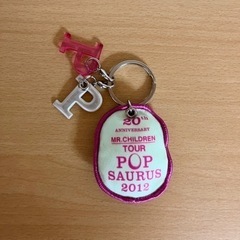 I
P
20TH
ANNIVERSARY
MR.CHILDREN
TOUR
POP
SAURUS
2012